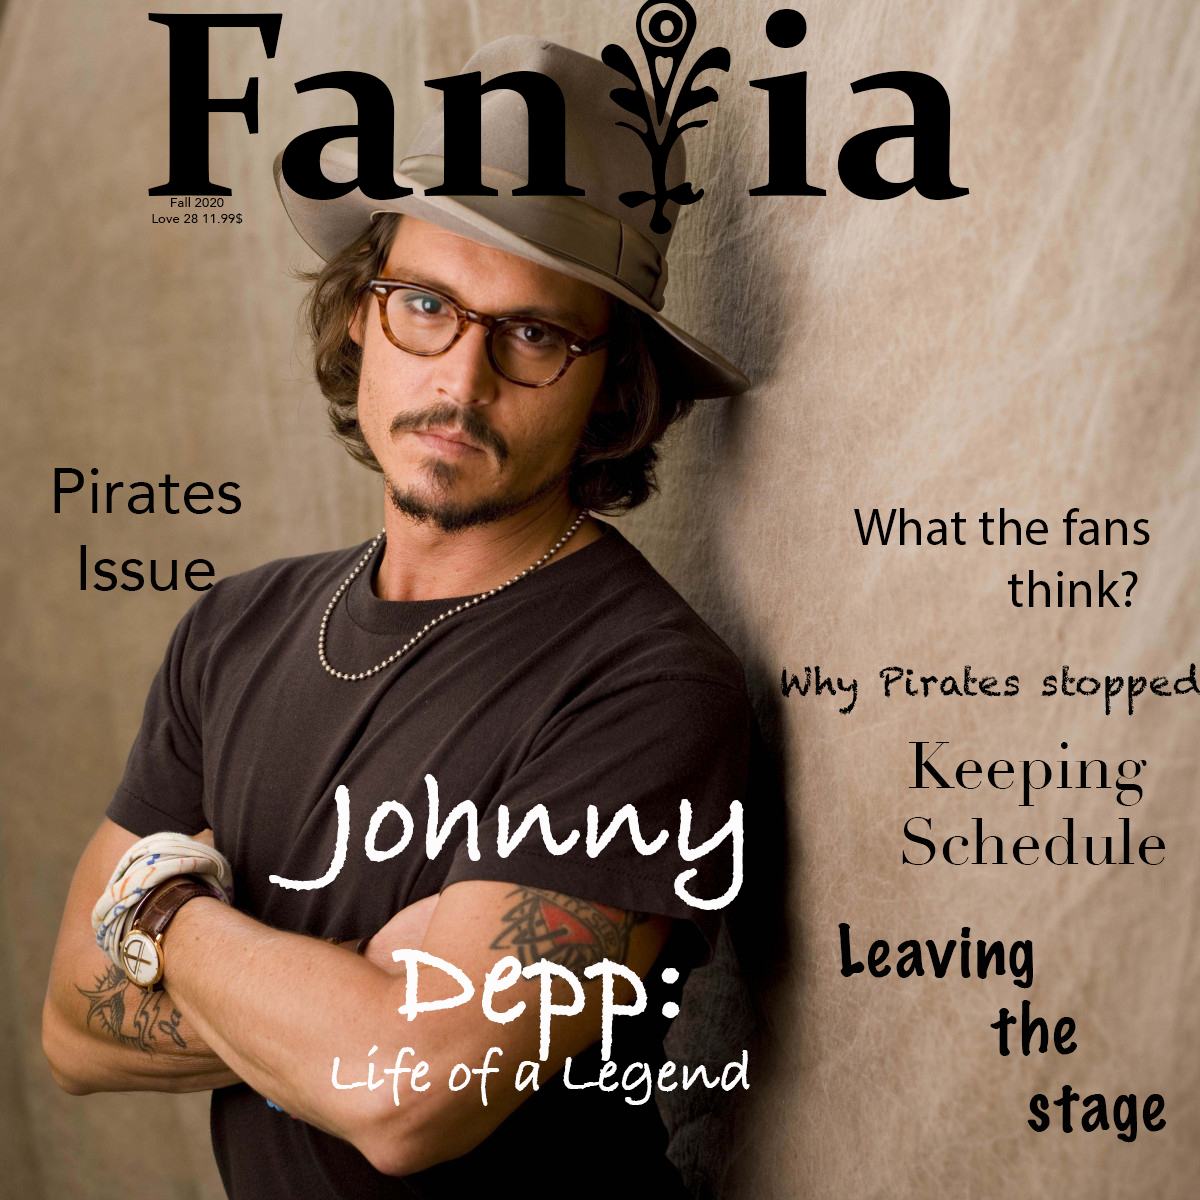 Fan ia
Fall 2020
Love 28 11.99$
Pirates
Issue
What the fans
think?
Why Pirates stopped
Keeping
Schedule
Johnny
Depp:
Life of a Legend
Leaving
the
stage